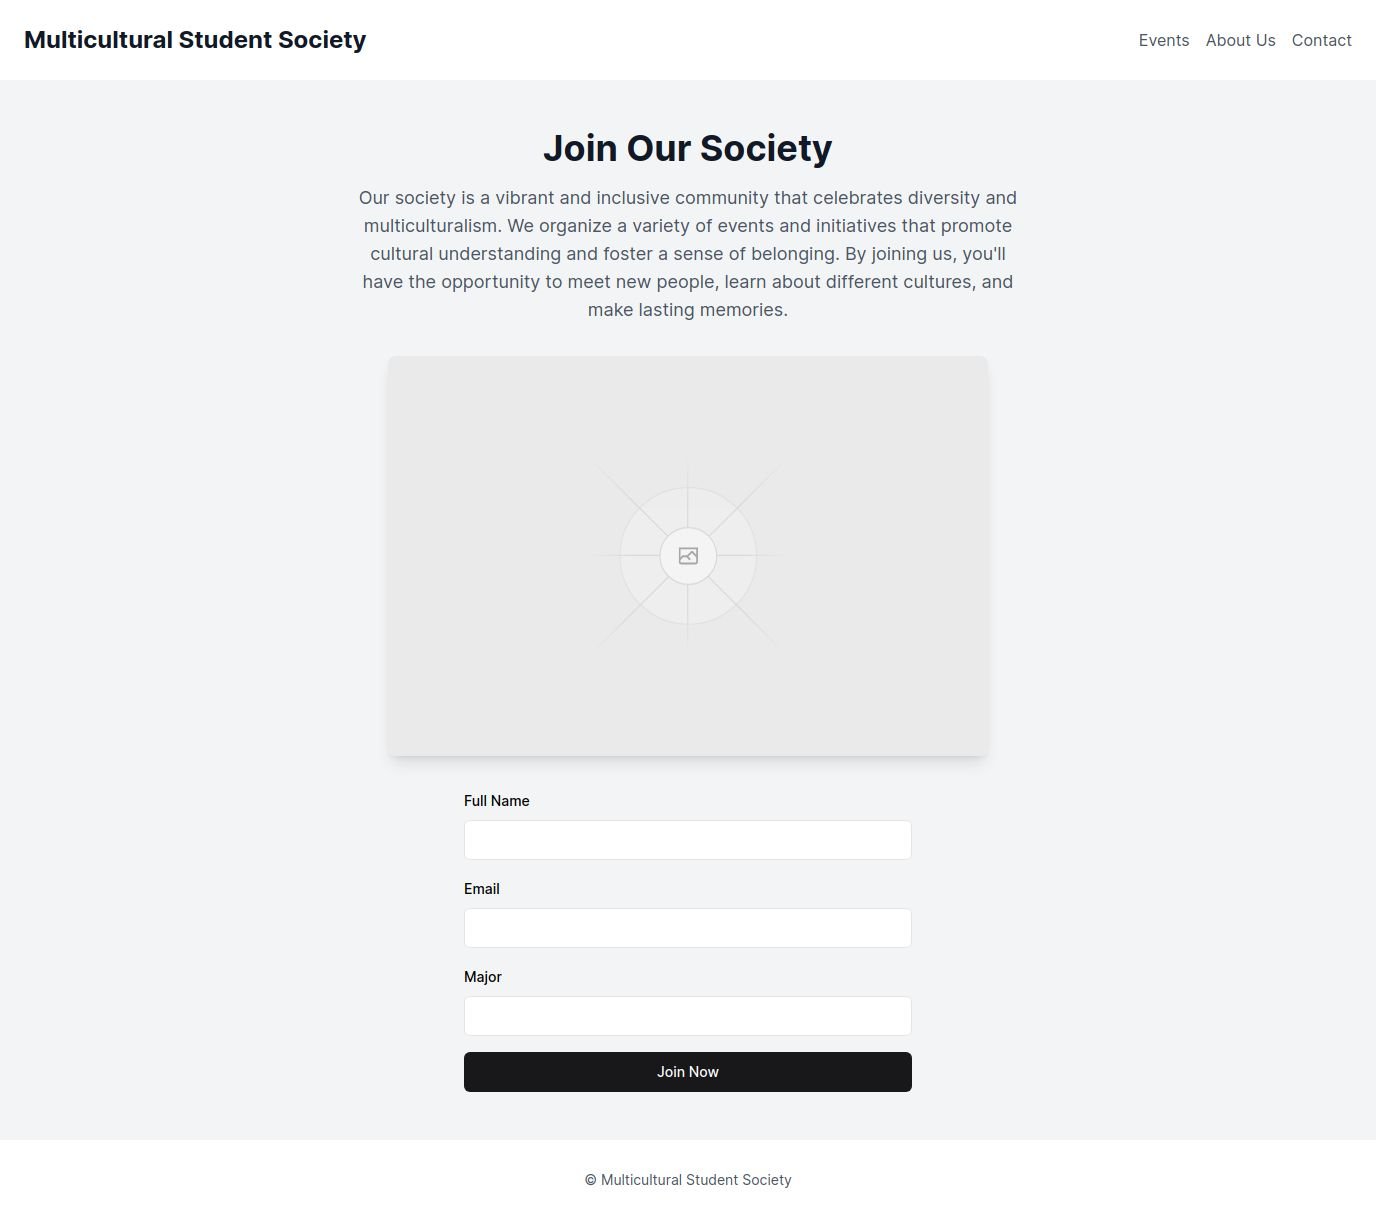 Multicultural Student Society
Events About Us Contact
Join Our Society
Our society is a vibrant and inclusive community that celebrates diversity and
multiculturalism. We organize a variety of events and initiatives that promote
cultural understanding and foster a sense of belonging. By joining us, you'll
have the opportunity to meet new people, learn about different cultures, and
make lasting memories.
Full Name
Email
Major
Join Now
© Multicultural Student Society